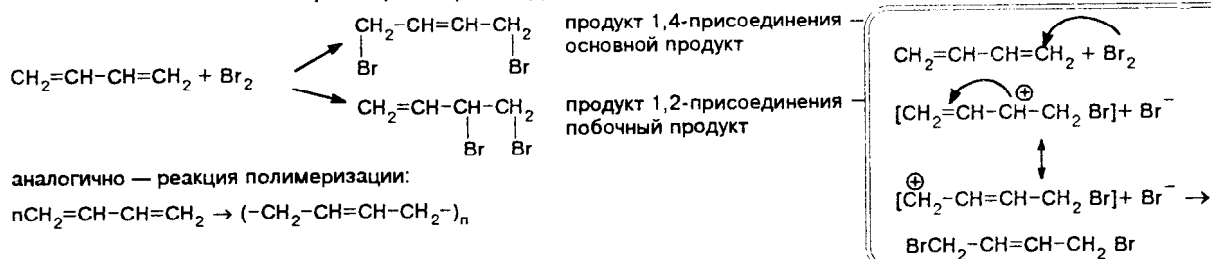 CH₂-CH=CH-CH₂
Br Br
продукт 1,4-присоединения
основной продукт
CH₂=CH-CH=CH₂ + Br₂
CH₂=CH-CH-CH₂
Br Br
продукт 1,2-присоединения
побочный продукт
аналогично — реакция полимеризации:
nCH₂=CH-CH=CH₂ → (-CH₂-CH=CH-CH₂-)ₙ
CH₂=CH-CH=CH₂ + Br₂
⊕
[CH₂=CH-CH-CH₂ Br]+ Br⁻
⊕
[CH₂-CH=CH-CH₂ Br]+ Br⁻ →
BrCH₂-CH=CH-CH₂ Br